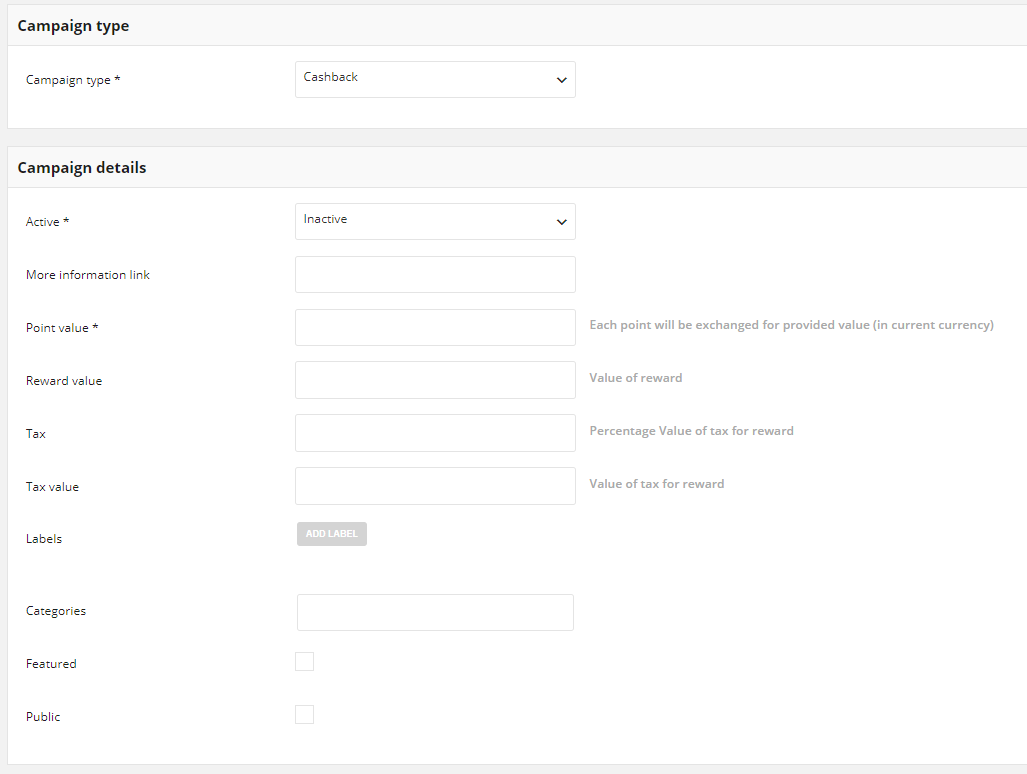 Campaign type
Campaign type * Cashback
Campaign details
Active * Inactive
More information link
Point value * Each point will be exchanged for provided value (in current currency)
Reward value Value of reward
Tax Percentage Value of tax for reward
Tax value Value of tax for reward
Labels ADD LABEL
Categories
Featured
Public